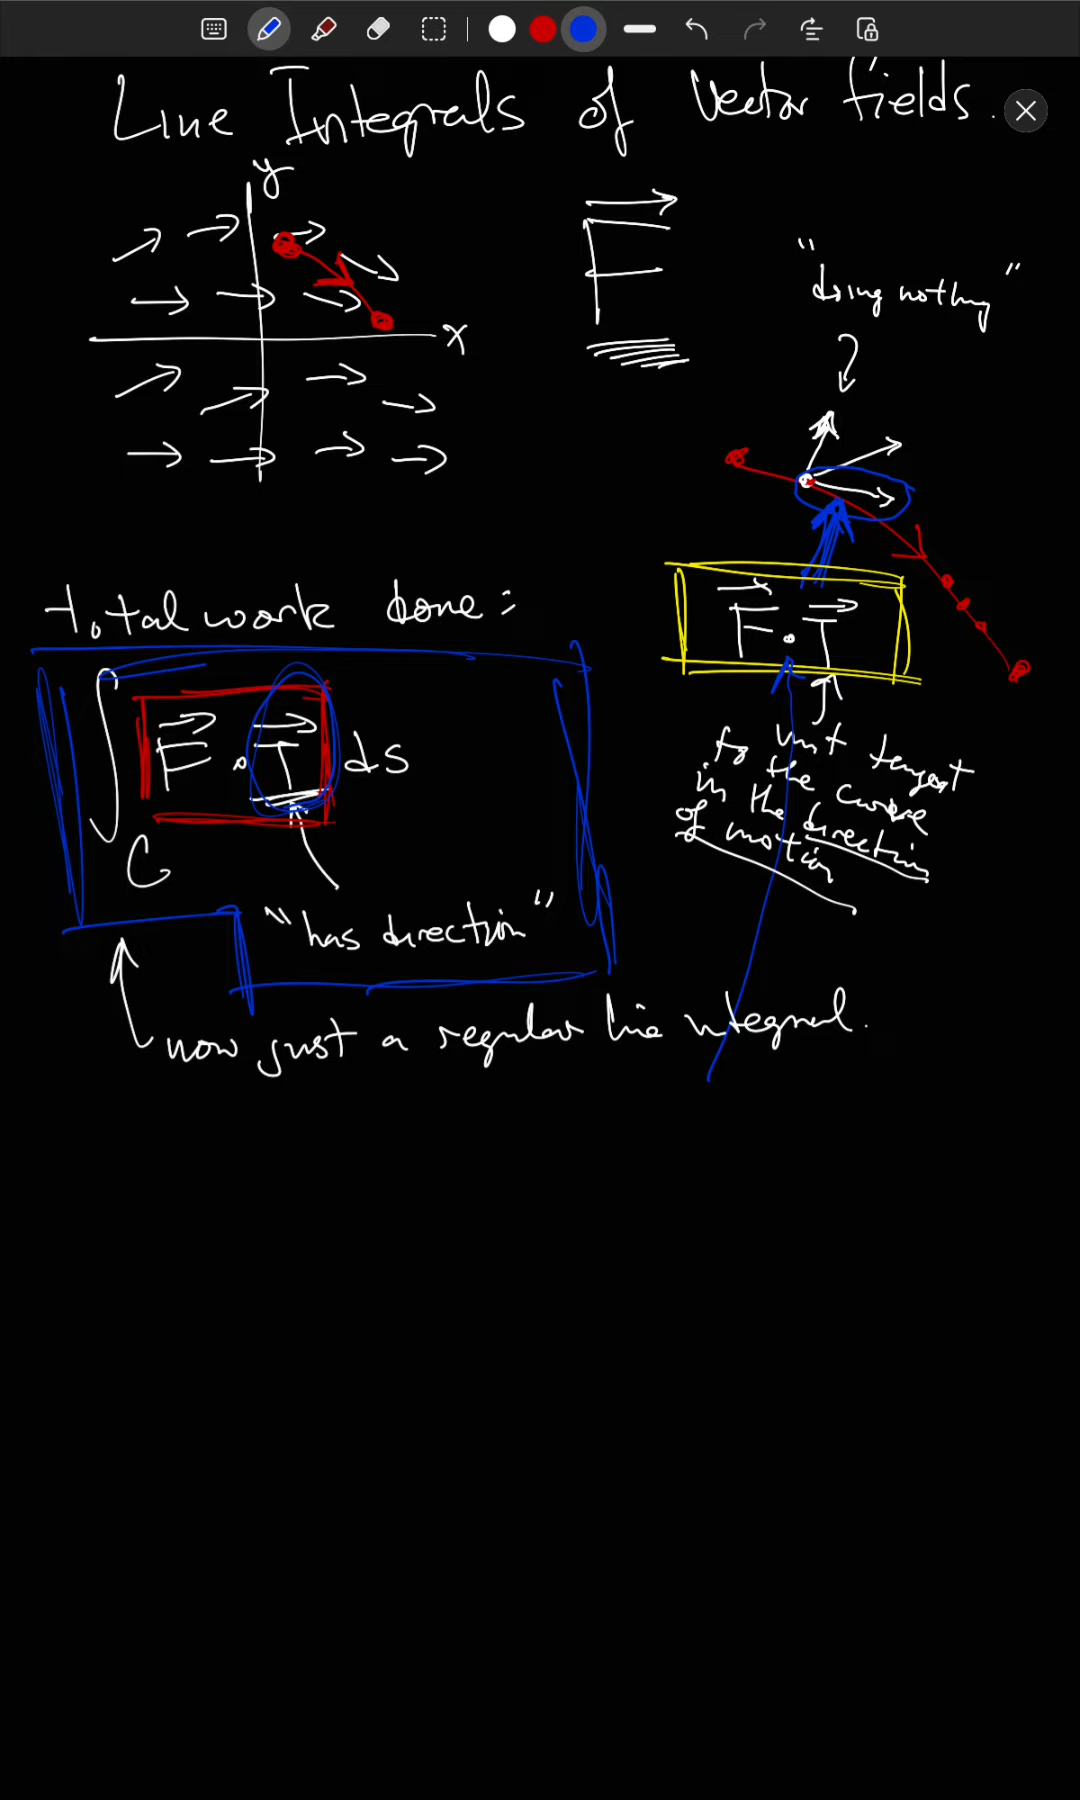 Line Integrals of Vector fields.
y
F
"doing nothing"
x
total work done:
F • T
∫ F • T ds
C
to unit tangent
in the curve
the direction
of motion
"has direction"
now just a regular line integral.